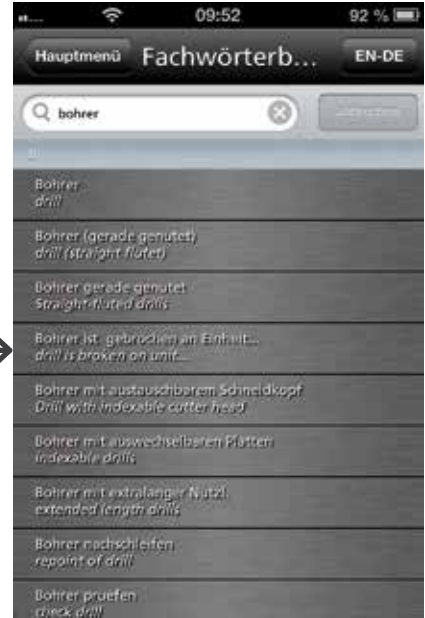 09:52
92 %
Hauptmenü
Fachwörterb...
EN-DE
bohrer
B
Bohrer
drill
Bohrer (gerade genutet)
drill (straight flutet)
Bohrer gerade genutet
Straight-fluted drills
Bohrer ist gebrochen an Einheit...
drill is broken on unit...
Bohrer mit austauschbarem Schneidkopf
Drill with indexable cutter head
Bohrer mit auswechselbaren Platten
indexable drills
Bohrer mit extralanger Nutzl.
extended length drills
Bohrer nachschleifen
repoint of drill
Bohrer pruefen
check drill